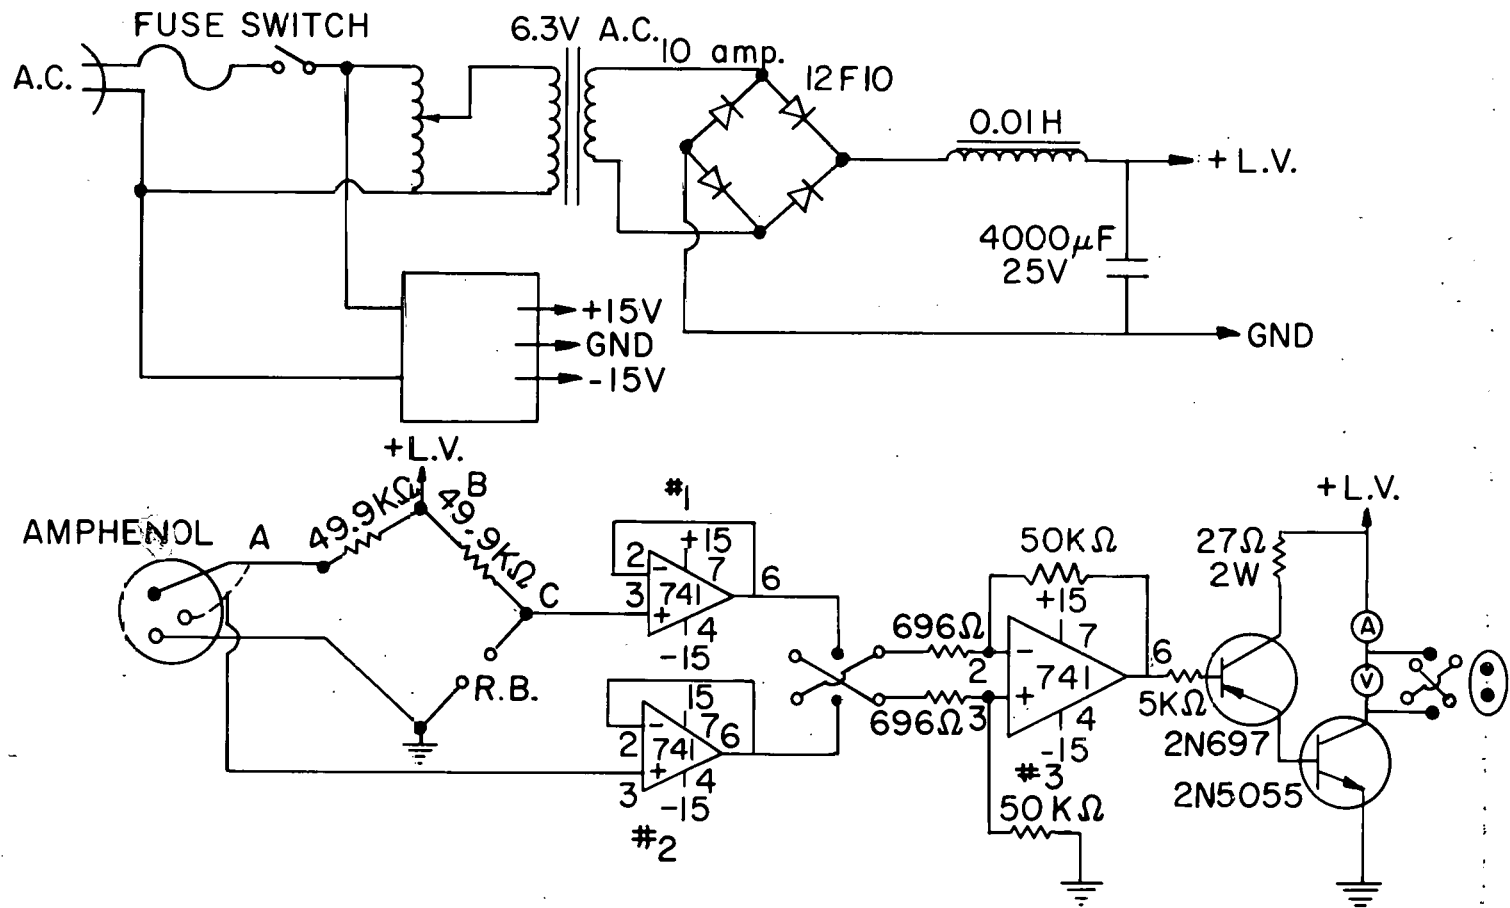 FUSE SWITCH
A.C.
6.3V A.C.
10 amp.
12F10
0.01H
+ L.V.
4000µF
25V
GND
+15V
GND
-15V
+L.V.
AMPHENOL
A
49.9KΩ
B
49.9KΩ
C
R.B.
#1
2
-
+15
7
741
3
+
4
-15
6
2
-
15
7
741
6
3
+
4
-15
#2
696Ω
696Ω
50KΩ
+15
2
-
7
741
3
+
4
-15
#3
6
50KΩ
5KΩ
2N697
2N5055
27Ω
2W
+L.V.
A
V